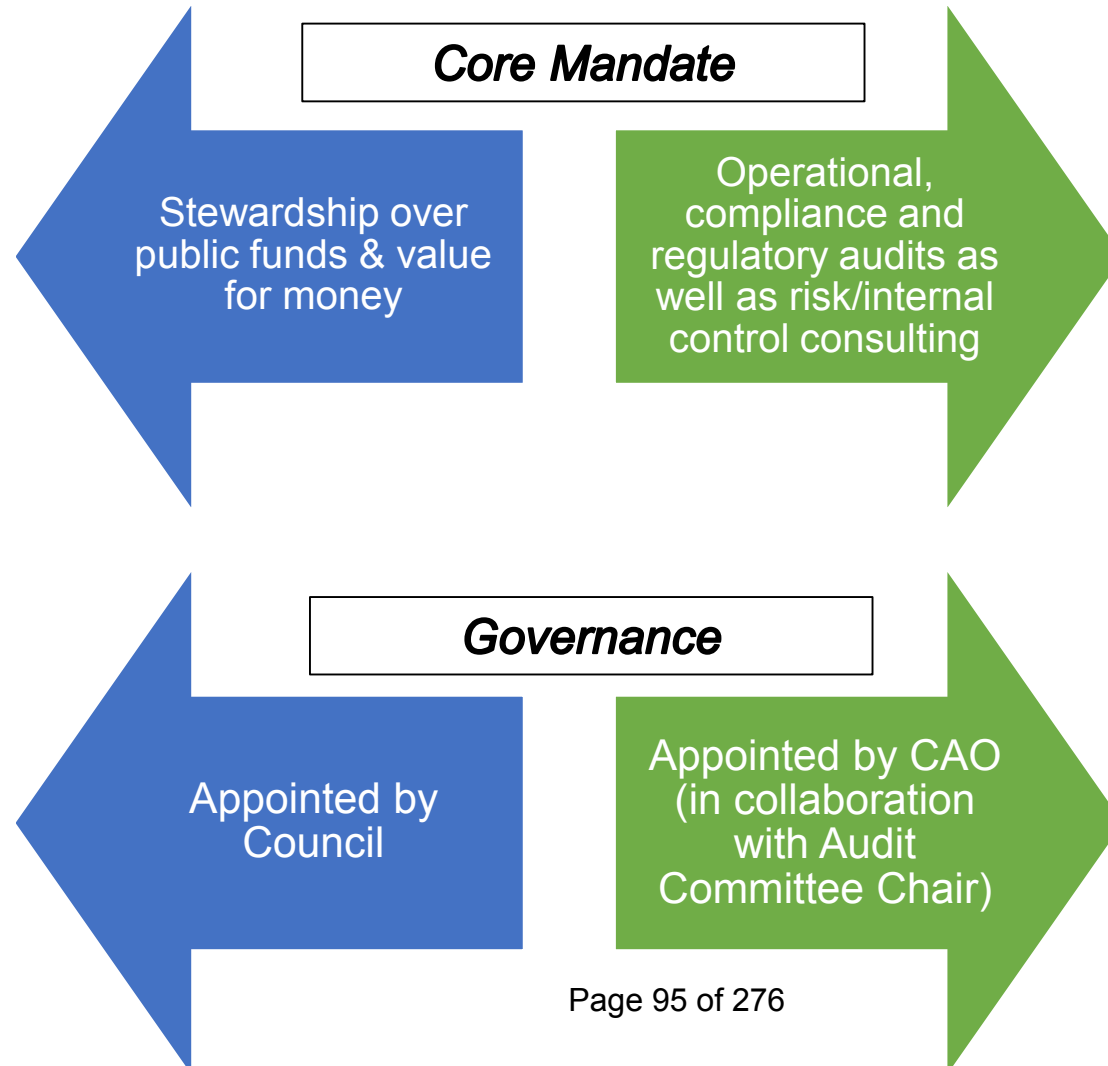 Core Mandate
Stewardship over
public funds & value
for money
Operational,
compliance and
regulatory audits as
well as risk/internal
control consulting
Governance
Appointed by
Council
Appointed by CAO
(in collaboration
with Audit
Committee Chair)
Page 95 of 276